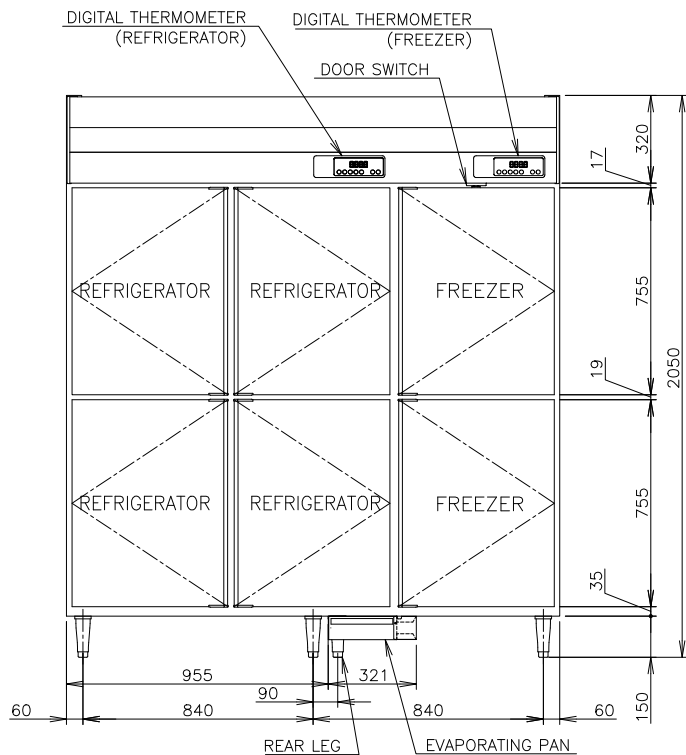 DIGITAL THERMOMETER
(REFRIGERATOR)
DIGITAL THERMOMETER
(FREEZER)
DOOR SWITCH
320
17
REFRIGERATOR
REFRIGERATOR
FREEZER
755
2050
19
REFRIGERATOR
REFRIGERATOR
FREEZER
755
35
955
321
90
60
840
840
60
150
REAR LEG
EVAPORATING PAN